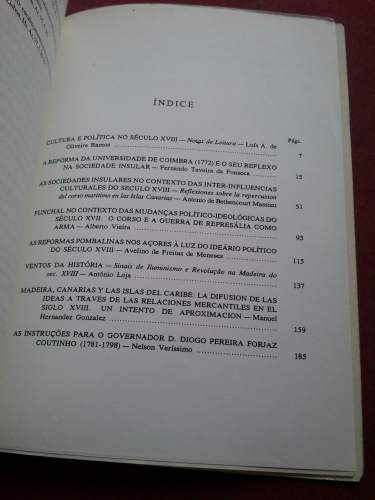 ÍNDICE
Págs.
CULTURA E POLÍTICA NO SÉCULO XVIII — Notas de Leitura — Luís A. de
Oliveira Ramos 7
A REFORMA DA UNIVERSIDADE DE COIMBRA (1772) E O SEU REFLEXO
NA SOCIEDADE INSULAR — Fernando Taveira da Fonseca 15
AS SOCIEDADES INSULARES NO CONTEXTO DAS INTER-INFLUENCIAS
CULTURALES DO SECULO XVIII — Reflexiones sobre la repercusion
del corso maritimo en las Islas Canarias — Antonio de Bethencourt Massieu 51
FUNCHAL NO CONTEXTO DAS MUDANÇAS POLÍTICO-IDEOLÓGICAS DO
SÉCULO XVIII. O CORSO E A GUERRA DE REPRESÁLIA COMO
ARMA — Alberto Vieira 93
AS REFORMAS POMBALINAS NOS AÇORES À LUZ DO IDEÁRIO POLÍTICO
DO SÉCULO XVIII — Avelino de Freitas de Meneses 115
VENTOS DA HISTÓRIA — Sinais de Iluminismo e Revolução na Madeira do
sec. XVIII — António Loja 137
MADEIRA, CANARIAS Y LAS ISLAS DEL CARIBE: LA DIFUSION DE LAS
IDEAS A TRAVES DE LAS RELACIONES MERCANTILES EN EL
SIGLO XVIII. UN INTENTO DE APROXIMACION — Manuel
Hernandez Gonzalez 159
AS INSTRUÇÕES PARA O GOVERNADOR D. DIOGO PEREIRA FORJAZ
COUTINHO (1781-1798) — Nelson Veríssimo 185